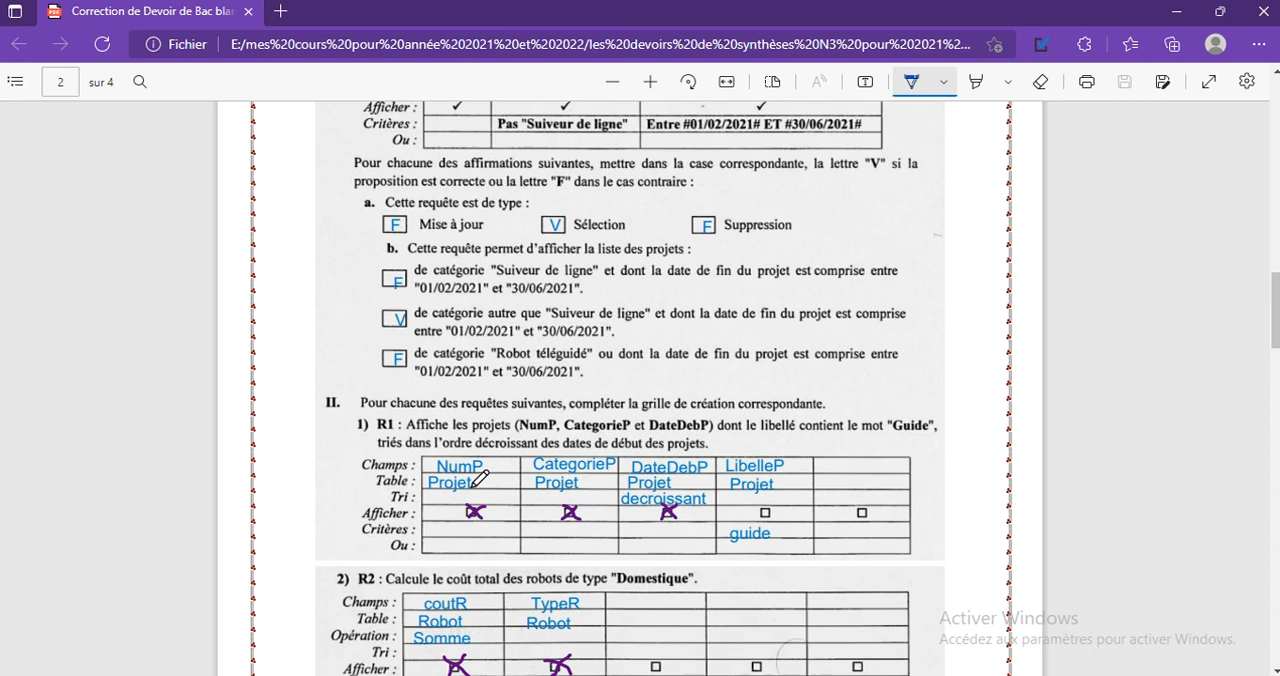 Correction de Devoir de Bac bla
Fichier E:/mes%20cours%20pour%20année%202021%20et%202022/les%20devoirs%20de%20synthèses%20N3%20pour%202021%2...
2 sur 4
Afficher :
Critères : Pas "Suiveur de ligne" Entre #01/02/2021# ET #30/06/2021#
Ou :
Pour chacune des affirmations suivantes, mettre dans la case correspondante, la lettre "V" si la
proposition est correcte ou la lettre "F" dans le cas contraire :
a. Cette requête est de type :
F Mise à jour V Sélection F Suppression
b. Cette requête permet d'afficher la liste des projets :
de catégorie "Suiveur de ligne" et dont la date de fin du projet est comprise entre
F "01/02/2021" et "30/06/2021".
V de catégorie autre que "Suiveur de ligne" et dont la date de fin du projet est comprise
entre "01/02/2021" et "30/06/2021".
F de catégorie "Robot téléguidé" ou dont la date de fin du projet est comprise entre
"01/02/2021" et "30/06/2021".
II. Pour chacune des requêtes suivantes, compléter la grille de création correspondante.
1) R1 : Affiche les projets (NumP, CategorieP et DateDebP) dont le libellé contient le mot "Guide",
triés dans l'ordre décroissant des dates de début des projets.
Champs : NumP CategorieP DateDebP LibelleP
Table : Projet Projet Projet Projet
Tri : decroissant
Afficher :
Critères : guide
Ou :
2) R2 : Calcule le coût total des robots de type "Domestique".
Champs : coutR TypeR
Table : Robot Robot
Opération : Somme
Tri :
Afficher :
Activer Windows
Accédez aux paramètres pour activer Windows.